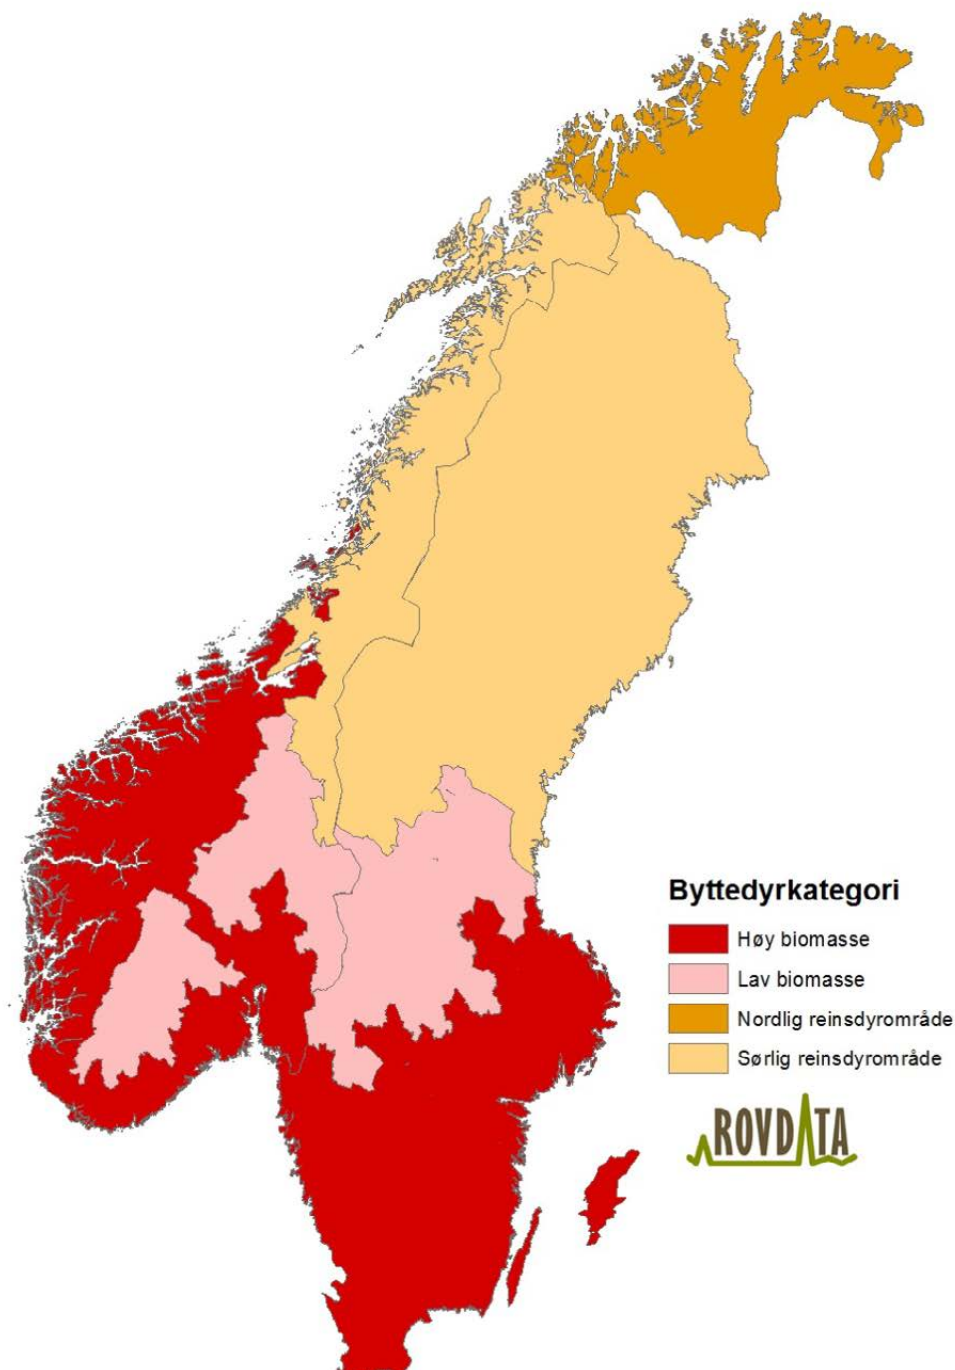 Byttedyrkategori
Høy biomasse
Lav biomasse
Nordlig reinsdyrområde
Sørlig reinsdyrområde
ROVDATA